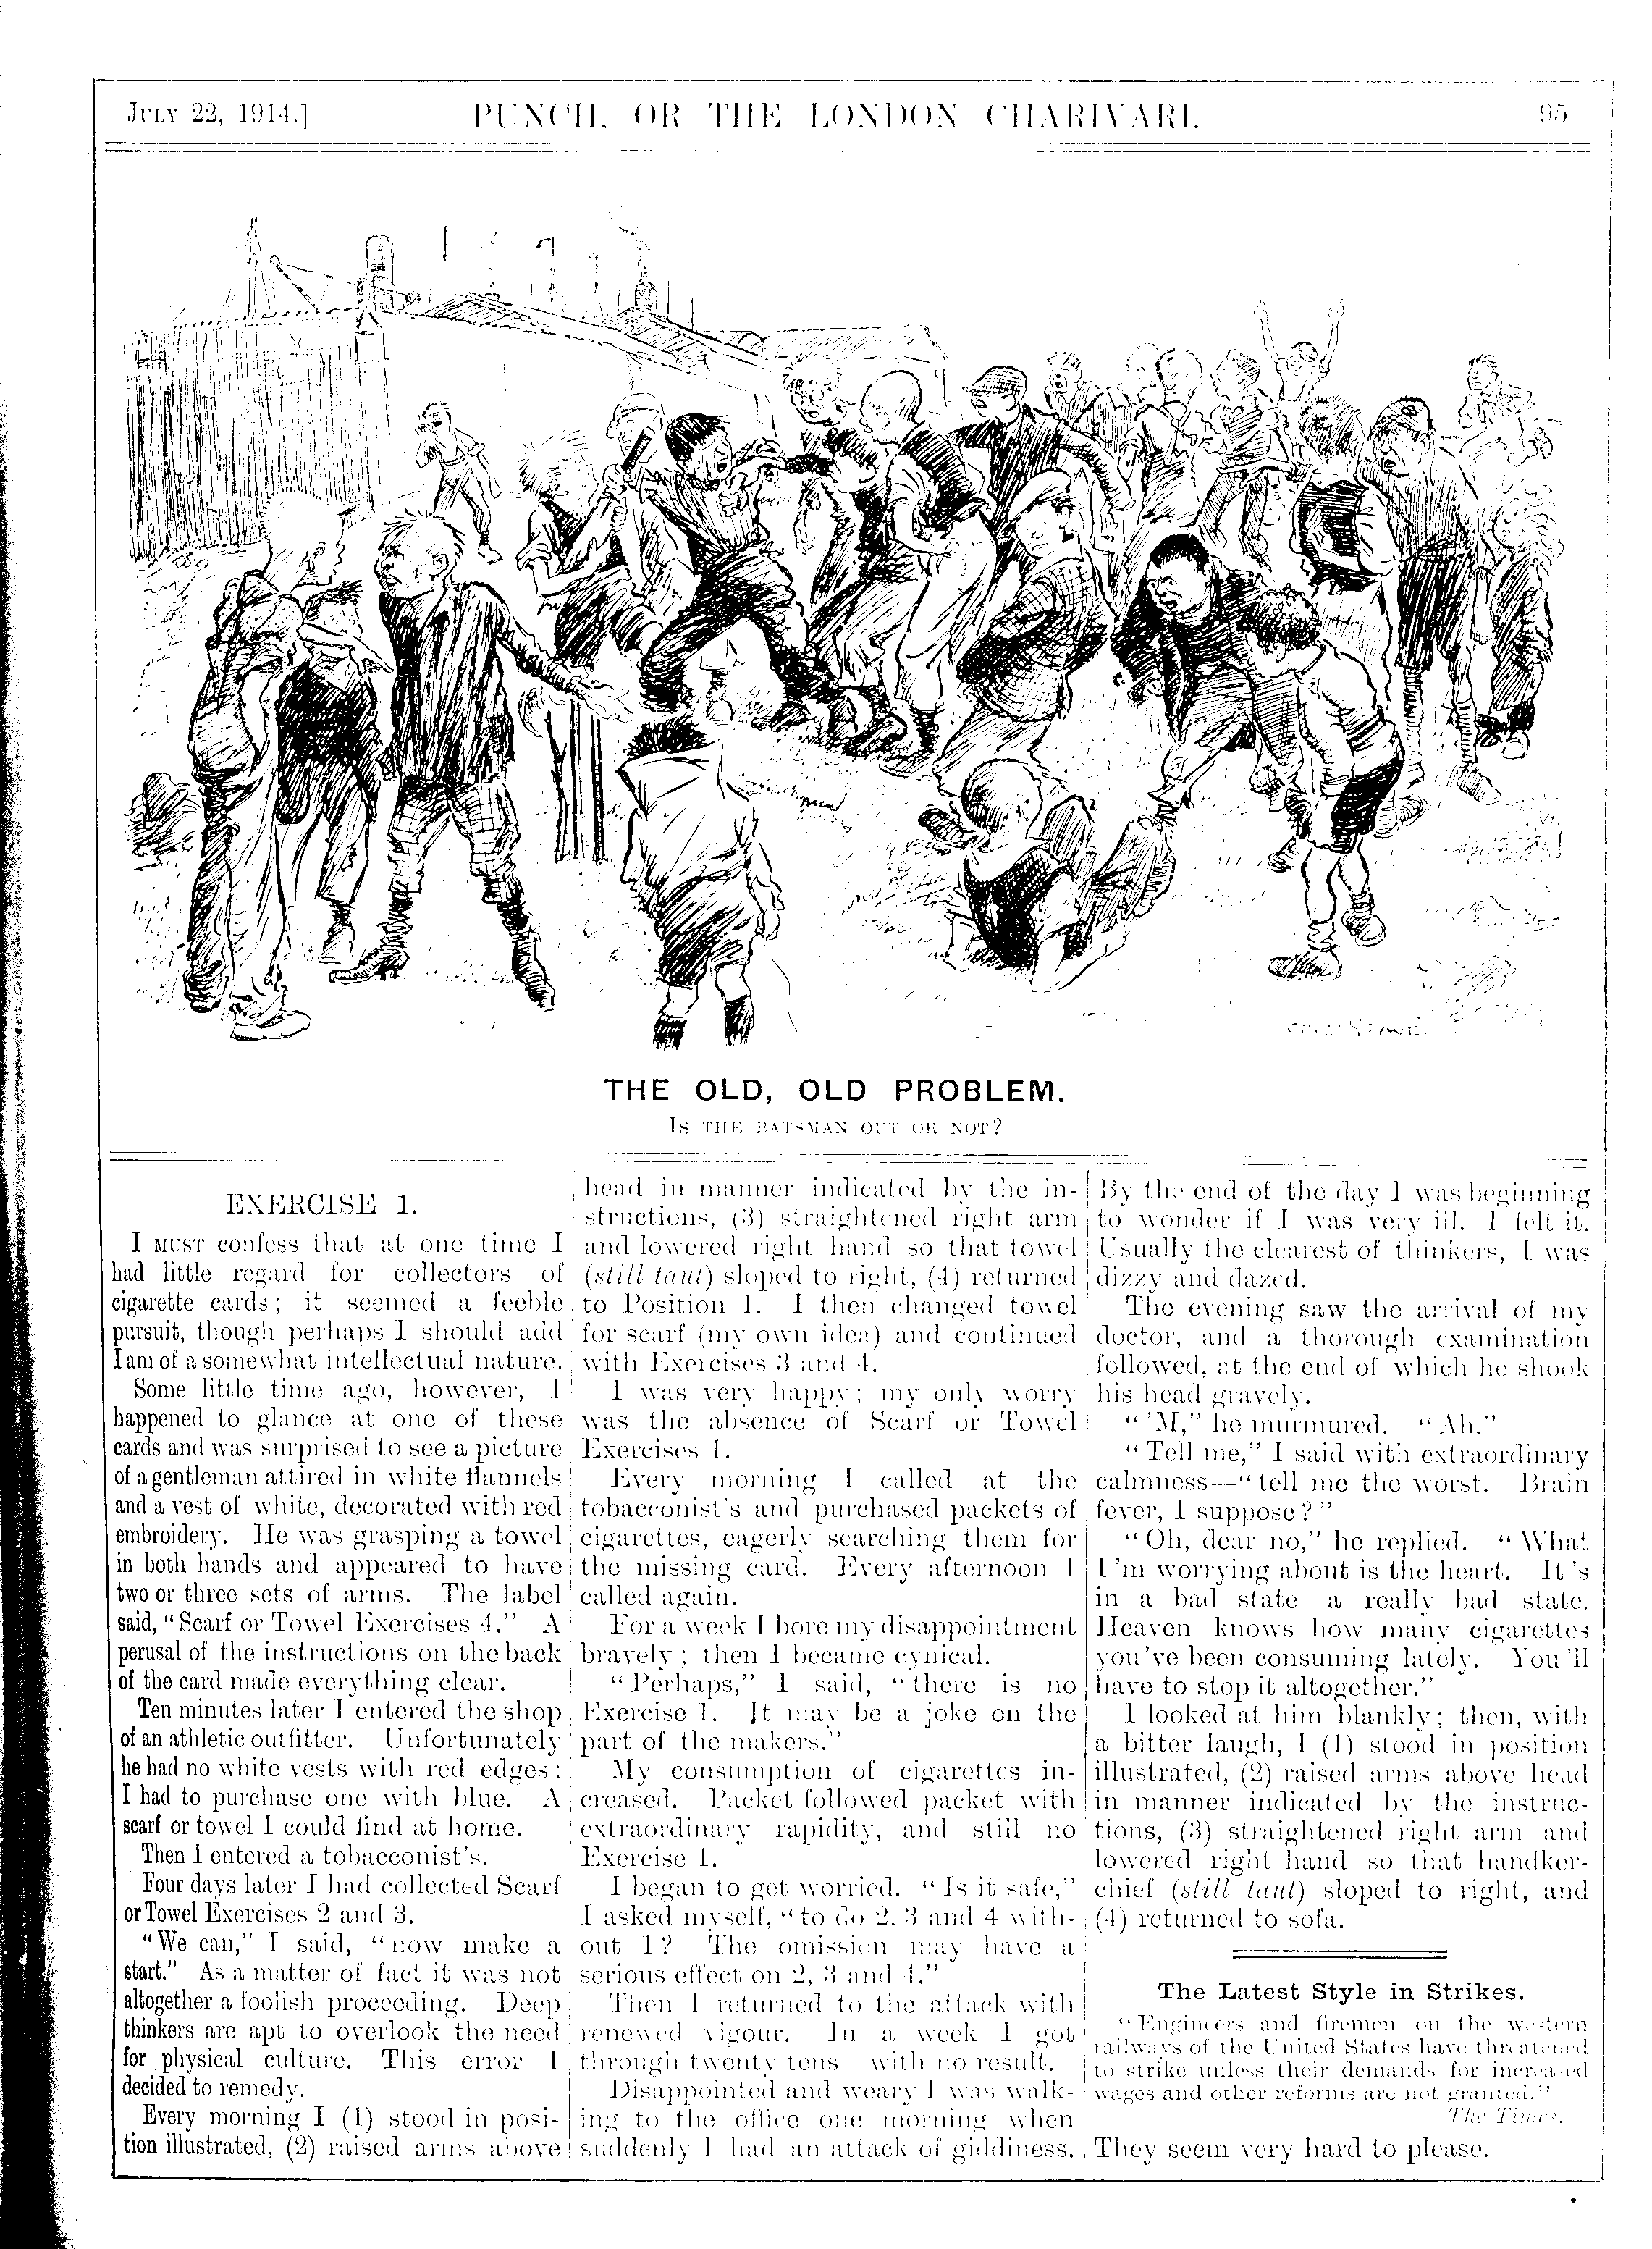 July 22, 1914.]
PUNCH, OR THE LONDON CHARIVARI.
95
THE OLD, OLD PROBLEM.
Is the batsman out or not?
EXERCISE 1.
I must confess that at one time I
had little regard for collectors of
cigarette cards; it seemed a feeble
pursuit, though perhaps I should add
I am of a somewhat intellectual nature.
Some little time ago, however, I
happened to glance at one of these
cards and was surprised to see a picture
of a gentleman attired in white flannels
and a vest of white, decorated with red
embroidery. He was grasping a towel
in both hands and appeared to have
two or three sets of arms. The label
said, "Scarf or Towel Exercises 4." A
perusal of the instructions on the back
of the card made everything clear.
Ten minutes later I entered the shop
of an athletic outfitter. Unfortunately
he had no white vests with red edges;
I had to purchase one with blue. A
scarf or towel I could find at home.
Then I entered a tobacconist's.
Four days later I had collected Scarf
or Towel Exercises 2 and 3.
"We can," I said, "now make a
start." As a matter of fact it was not
altogether a foolish proceeding. Deep
thinkers are apt to overlook the need
for physical culture. This error I
decided to remedy.
Every morning I (1) stood in posi-
tion illustrated, (2) raised arms above
head in manner indicated by the in-
structions, (3) straightened right arm
and lowered right hand so that towel
(still taut) sloped to right, (4) returned
to Position 1. I then changed towel
for scarf (my own idea) and continued
with Exercises 3 and 4.
I was very happy; my only worry
was the absence of Scarf or Towel
Exercises 1.
Every morning I called at the
tobacconist's and purchased packets of
cigarettes, eagerly searching them for
the missing card. Every afternoon I
called again.
For a week I bore my disappointment
bravely; then I became cynical.
"Perhaps," I said, "there is no
Exercise 1. It may be a joke on the
part of the makers."
My consumption of cigarettes in-
creased. Packet followed packet with
extraordinary rapidity, and still no
Exercise 1.
I began to get worried. "Is it safe,"
I asked myself, "to do 2, 3 and 4 with-
out 1? The omission may have a
serious effect on 2, 3 and 4."
Then I returned to the attack with
renewed vigour. In a week I got
through twenty tens—with no result.
Disappointed and weary I was walk-
ing to the office one morning when
suddenly I had an attack of giddiness.
By the end of the day I was beginning
to wonder if I was very ill. I felt it.
Usually the clearest of thinkers, I was
dizzy and dazed.
The evening saw the arrival of my
doctor, and a thorough examination
followed, at the end of which he shook
his head gravely.
"'M," he murmured. "Ah."
"Tell me," I said with extraordinary
calmness—"tell me the worst. Brain
fever, I suppose?"
"Oh, dear no," he replied. "What
I'm worrying about is the heart. It's
in a bad state—a really bad state.
Heaven knows how many cigarettes
you've been consuming lately. You'll
have to stop it altogether."
I looked at him blankly; then, with
a bitter laugh, I (1) stood in position
illustrated, (2) raised arms above head
in manner indicated by the instruc-
tions, (3) straightened right arm and
lowered right hand so that handker-
chief (still taut) sloped to right, and
(4) returned to sofa.
The Latest Style in Strikes.
"Engineers and firemen on the western
railways of the United States have threatened
to strike unless their demands for increased
wages and other reforms are not granted."
The Times.
They seem very hard to please.